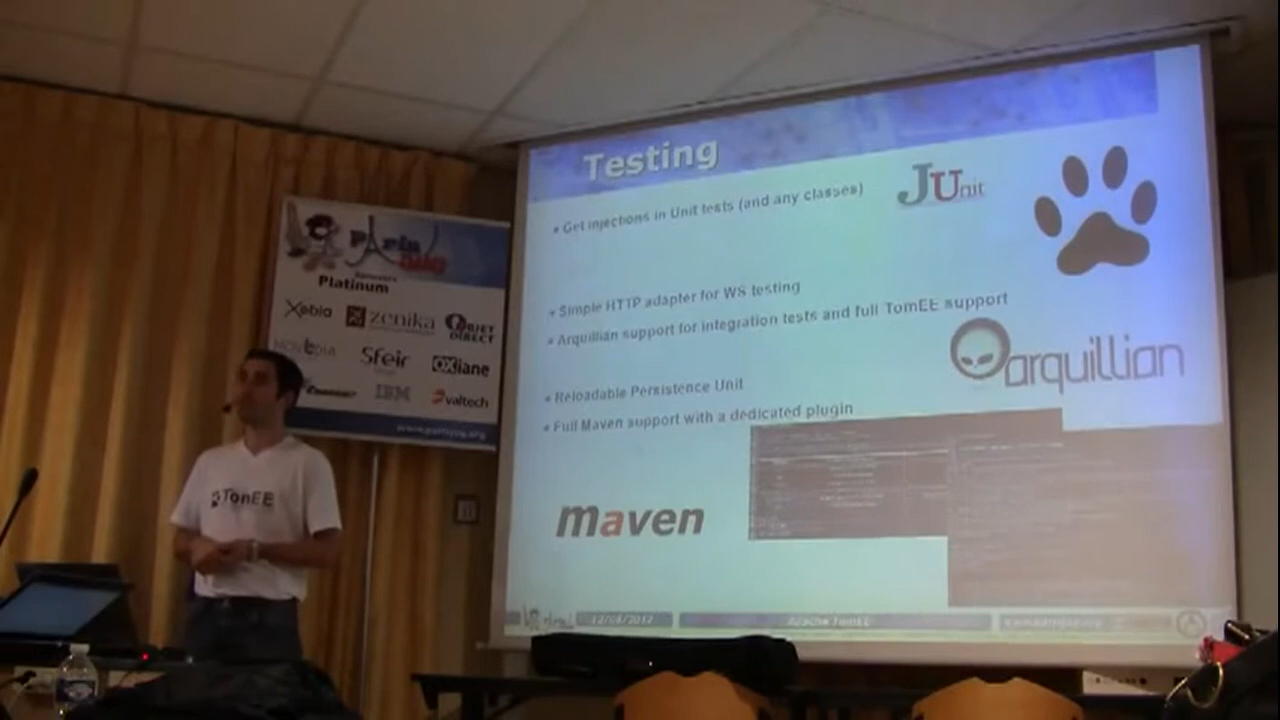 Testing
Get injections in Unit tests (and any classes)
JUnit
Simple HTTP adapter for WS testing
Arquillian support for integration tests and full TomEE support
arquillian
Reloadable Persistence Unit
Full Maven support with a dedicated plugin
maven
Apache TomEE
Paris
JUG
Platinum
Xebia
zenika
OBJET
DIRECT
Sfeir
OXiane
IBM
valtech
TomEE